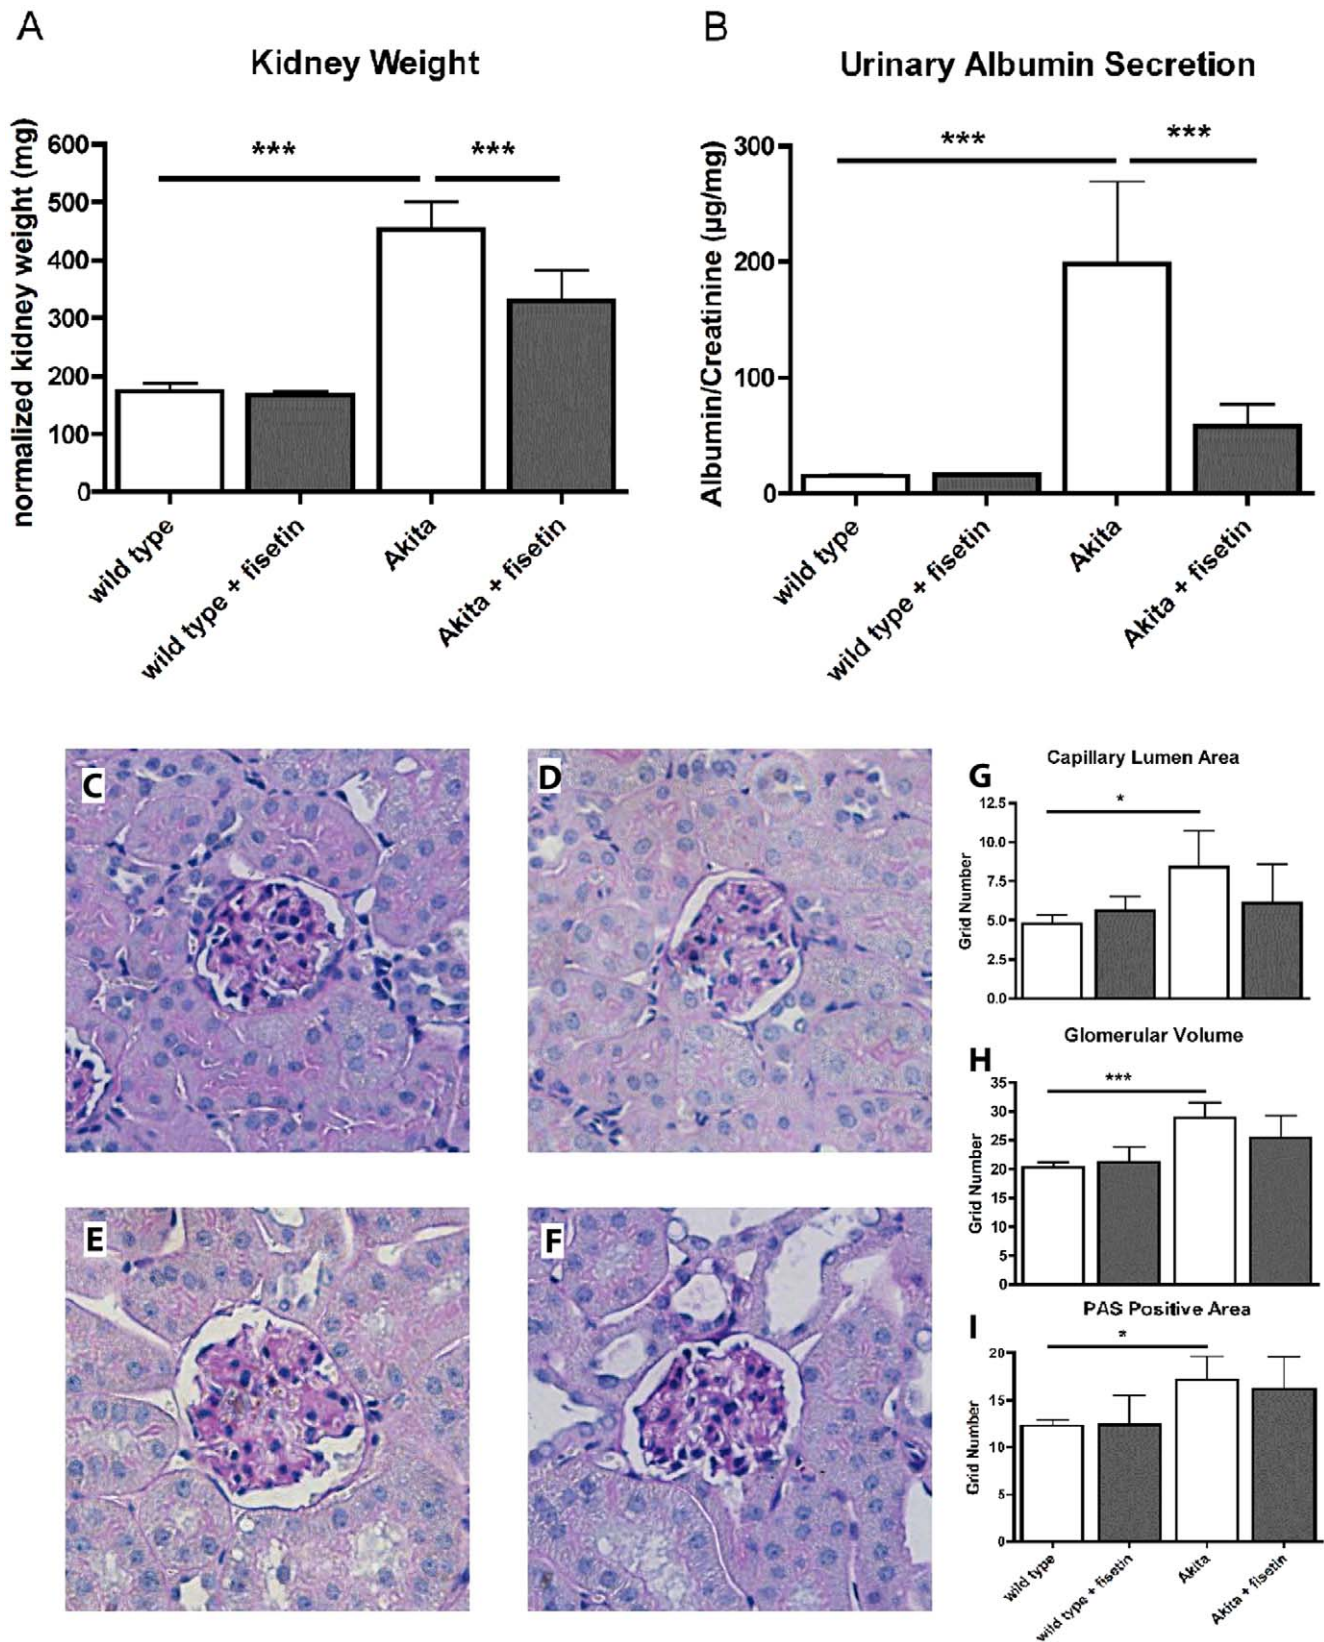 A
Kidney Weight
normalized kidney weight (mg)
600
500
400
300
200
100
0
***
***
wild type
wild type + fisetin
Akita
Akita + fisetin
B
Urinary Albumin Secretion
Albumin/Creatinine (µg/mg)
300
200
100
0
***
***
wild type
wild type + fisetin
Akita
Akita + fisetin
C
D
E
F
G
Capillary Lumen Area
Grid Number
12.5
10.0
7.5
5.0
2.5
0.0
*
H
Glomerular Volume
Grid Number
35
30
25
20
15
10
5
0
***
I
PAS Positive Area
Grid Number
20
15
10
5
0
*
wild type
wild type + fisetin
Akita
Akita + fisetin